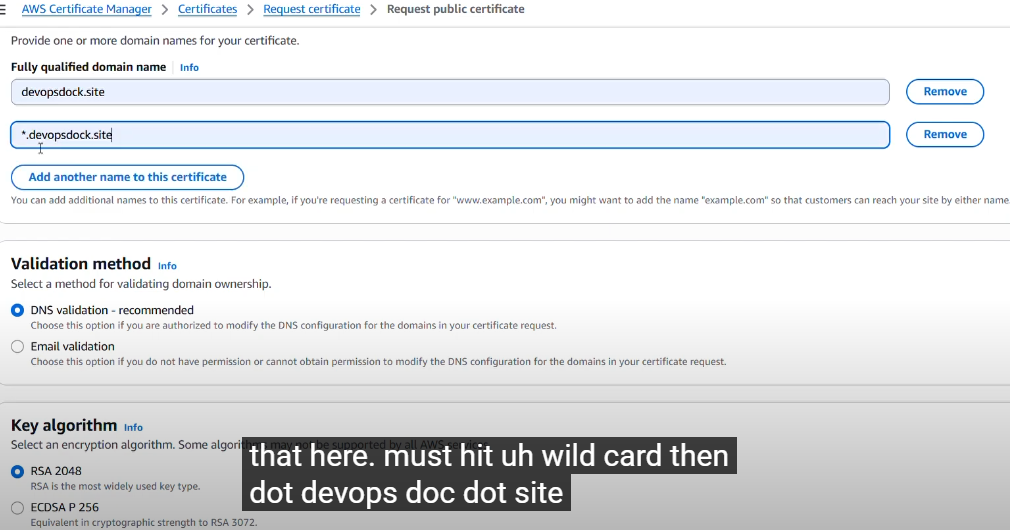 AWS Certificate Manager > Certificates > Request certificate > Request public certificate
Provide one or more domain names for your certificate.
Fully qualified domain name Info
devopsdock.site Remove
*.devopsdock.site Remove
Add another name to this certificate
You can add additional names to this certificate. For example, if you're requesting a certificate for "www.example.com", you might want to add the name "example.com" so that customers can reach your site by either name
Validation method Info
Select a method for validating domain ownership.
DNS validation - recommended
Choose this option if you are authorized to modify the DNS configuration for the domains in your certificate request.
Email validation
Choose this option if you do not have permission or cannot obtain permission to modify the DNS configuration for the domains in your certificate request.
Key algorithm Info
Select an encryption algorithm. Some algorithms may not be supported by all AWS services.
RSA 2048
RSA is the most widely used key type.
ECDSA P 256
Equivalent in cryptographic strength to RSA 3072.
that here. must hit uh wild card then
dot devops doc dot site